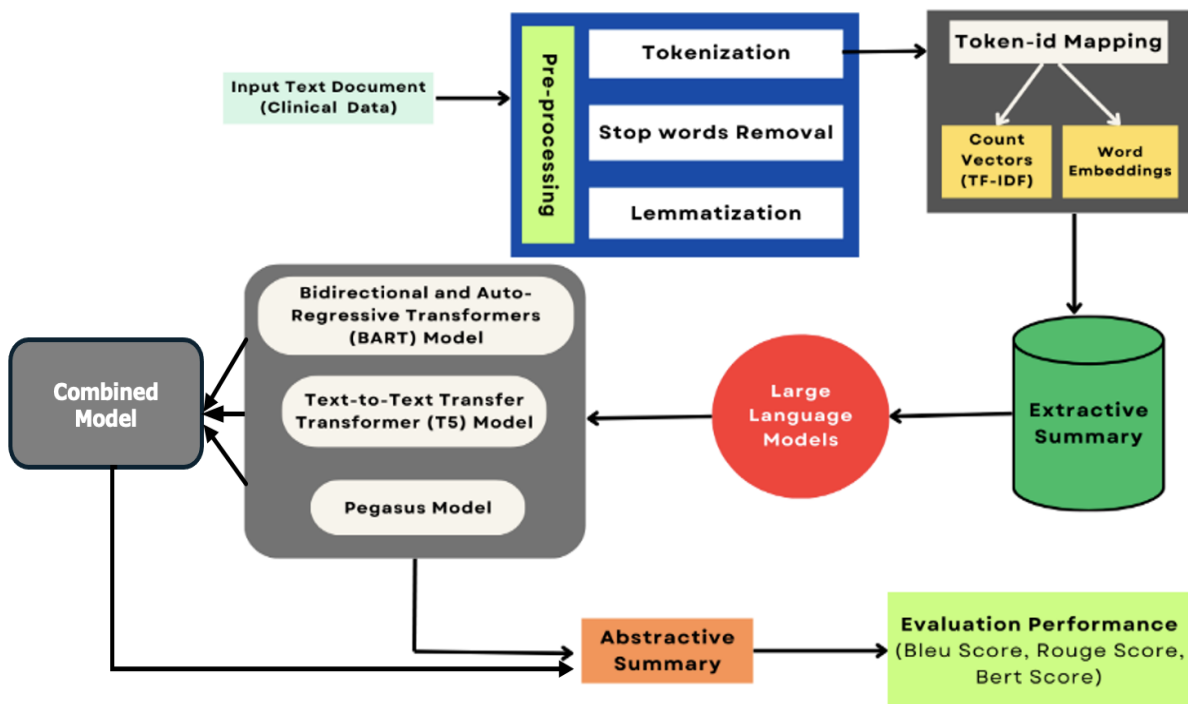 Input Text Document
(Clinical Data)
Pre-processing
Tokenization
Stop words Removal
Lemmatization
Token-id Mapping
Count
Vectors
(TF-IDF)
Word
Embeddings
Extractive
Summary
Large
Language
Models
Bidirectional and Auto-
Regressive Transformers
(BART) Model
Text-to-Text Transfer
Transformer (T5) Model
Pegasus Model
Combined
Model
Abstractive
Summary
Evaluation Performance
(Bleu Score, Rouge Score,
Bert Score)